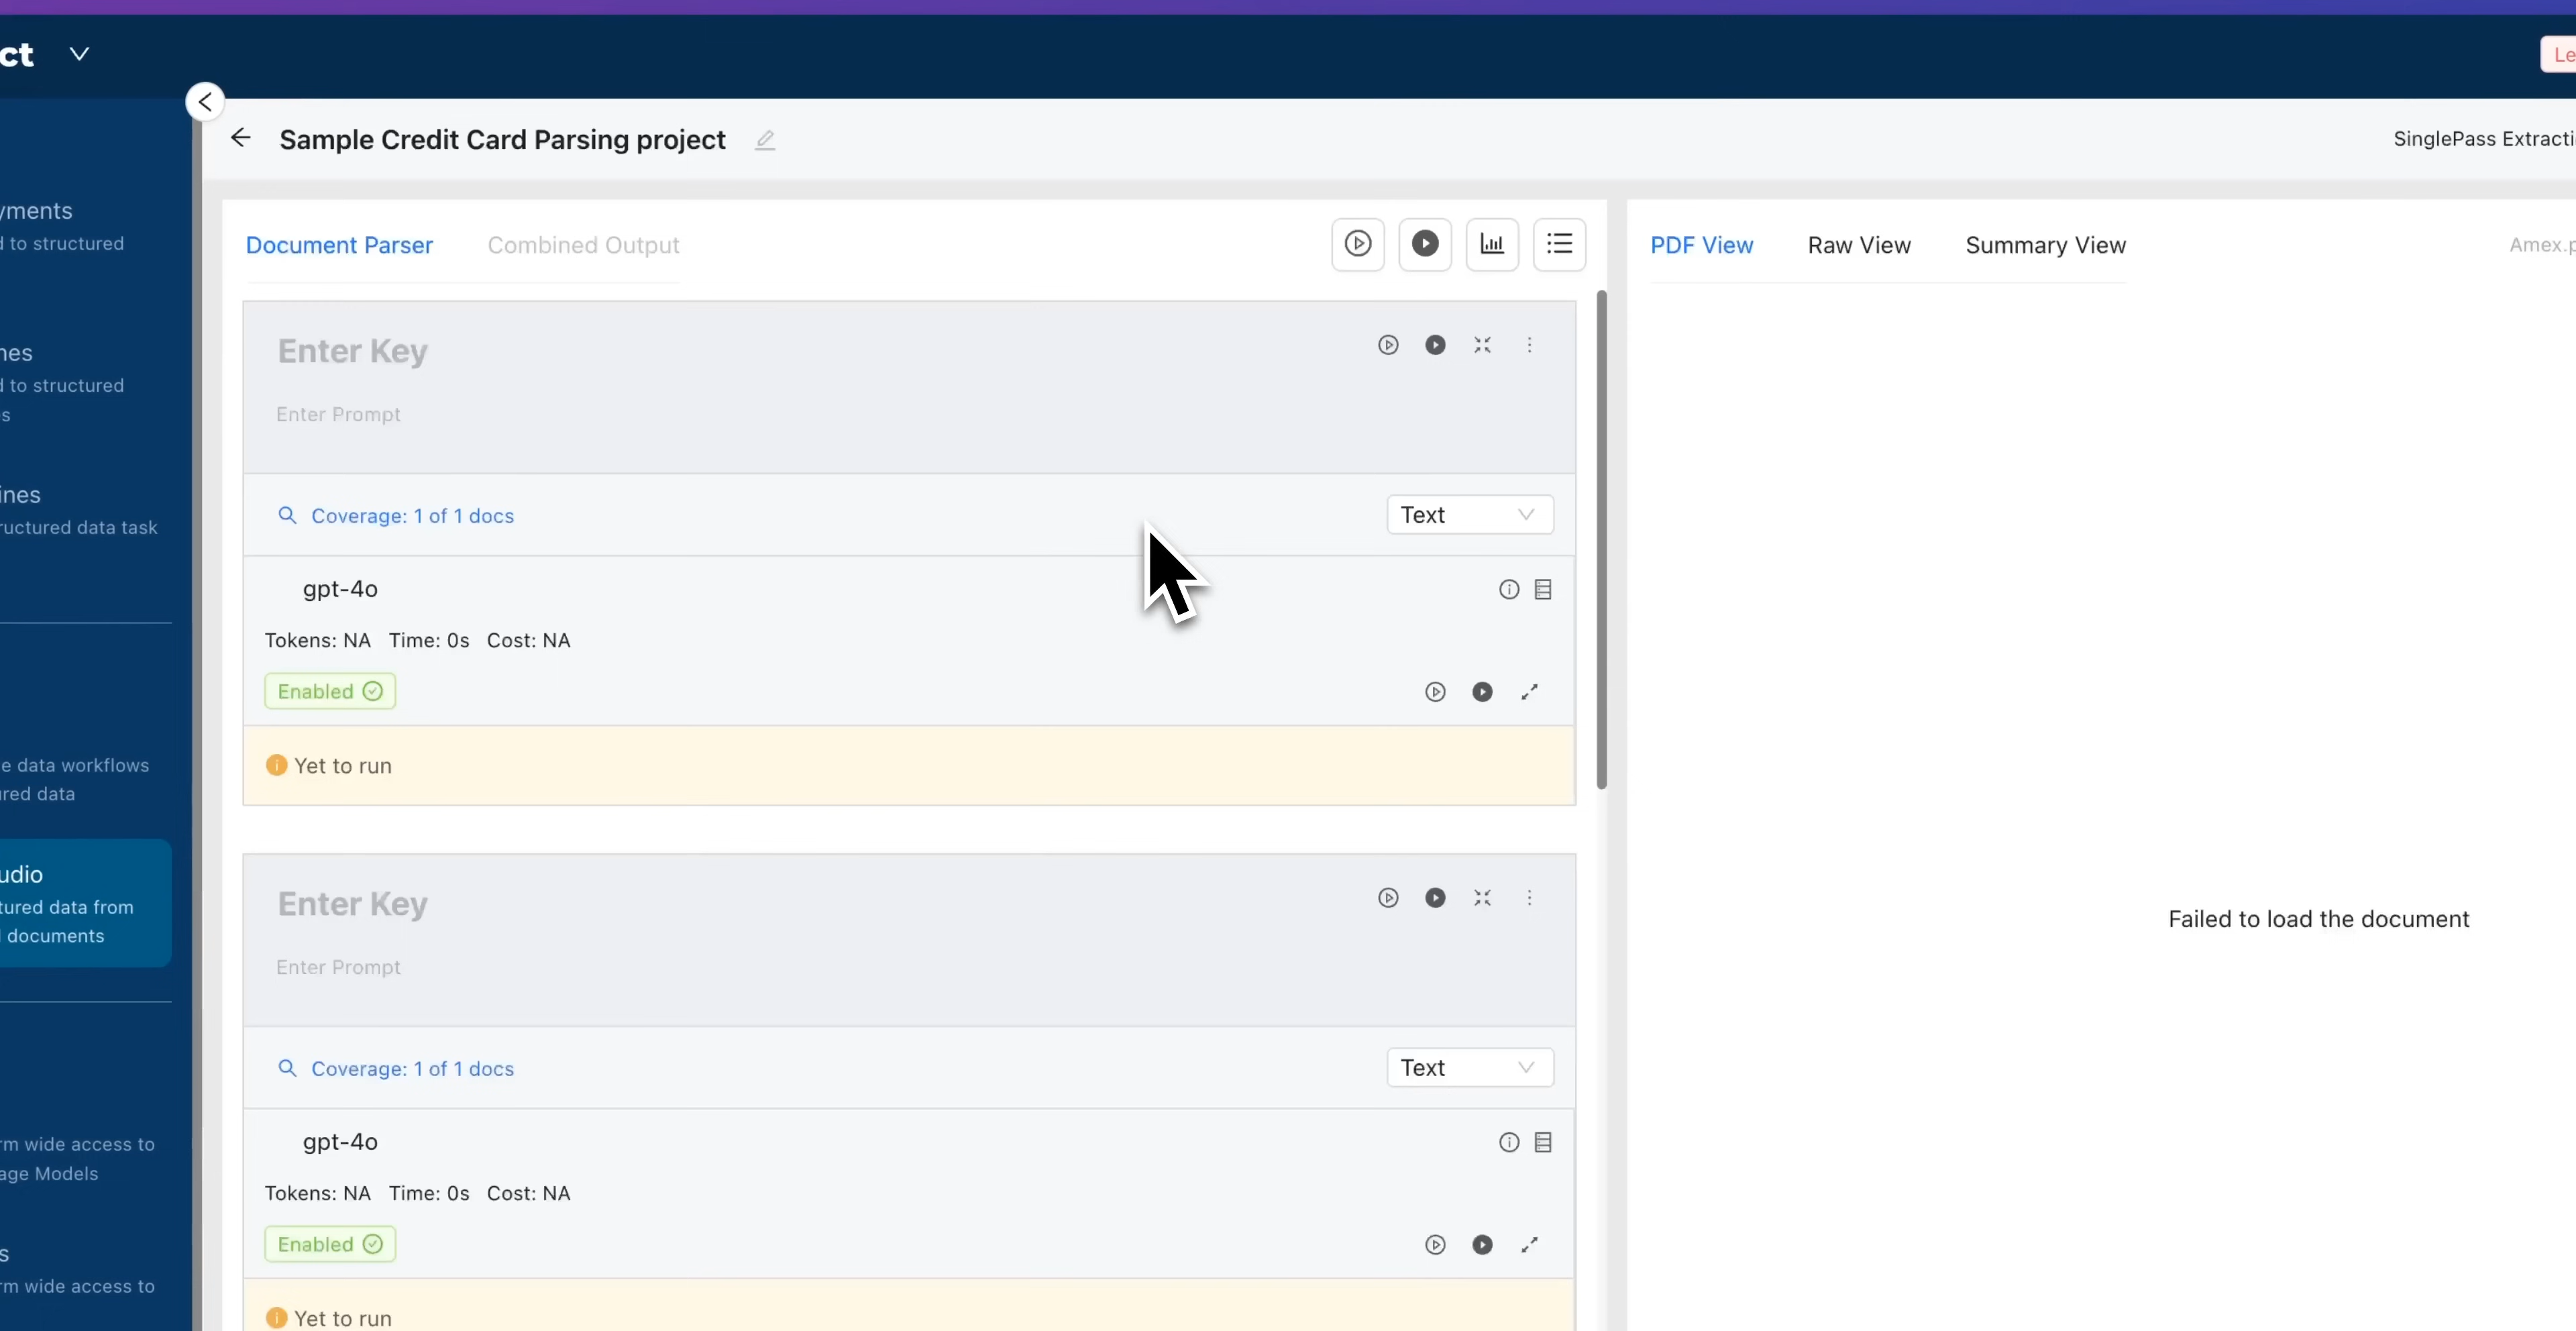 ct
Le
Sample Credit Card Parsing project
SinglePass Extracti
yments
d to structured
nes
d to structured
s
ines
ructured data task
e data workflows
red data
udio
tured data from
documents
rm wide access to
age Models
s
rm wide access to
Document Parser
Combined Output
Enter Key
Enter Prompt
Coverage: 1 of 1 docs
Text
gpt-4o
Tokens: NA Time: 0s Cost: NA
Enabled
Yet to run
Enter Key
Enter Prompt
Coverage: 1 of 1 docs
Text
gpt-4o
Tokens: NA Time: 0s Cost: NA
Enabled
Yet to run
PDF View
Raw View
Summary View
Amex.p
Failed to load the document